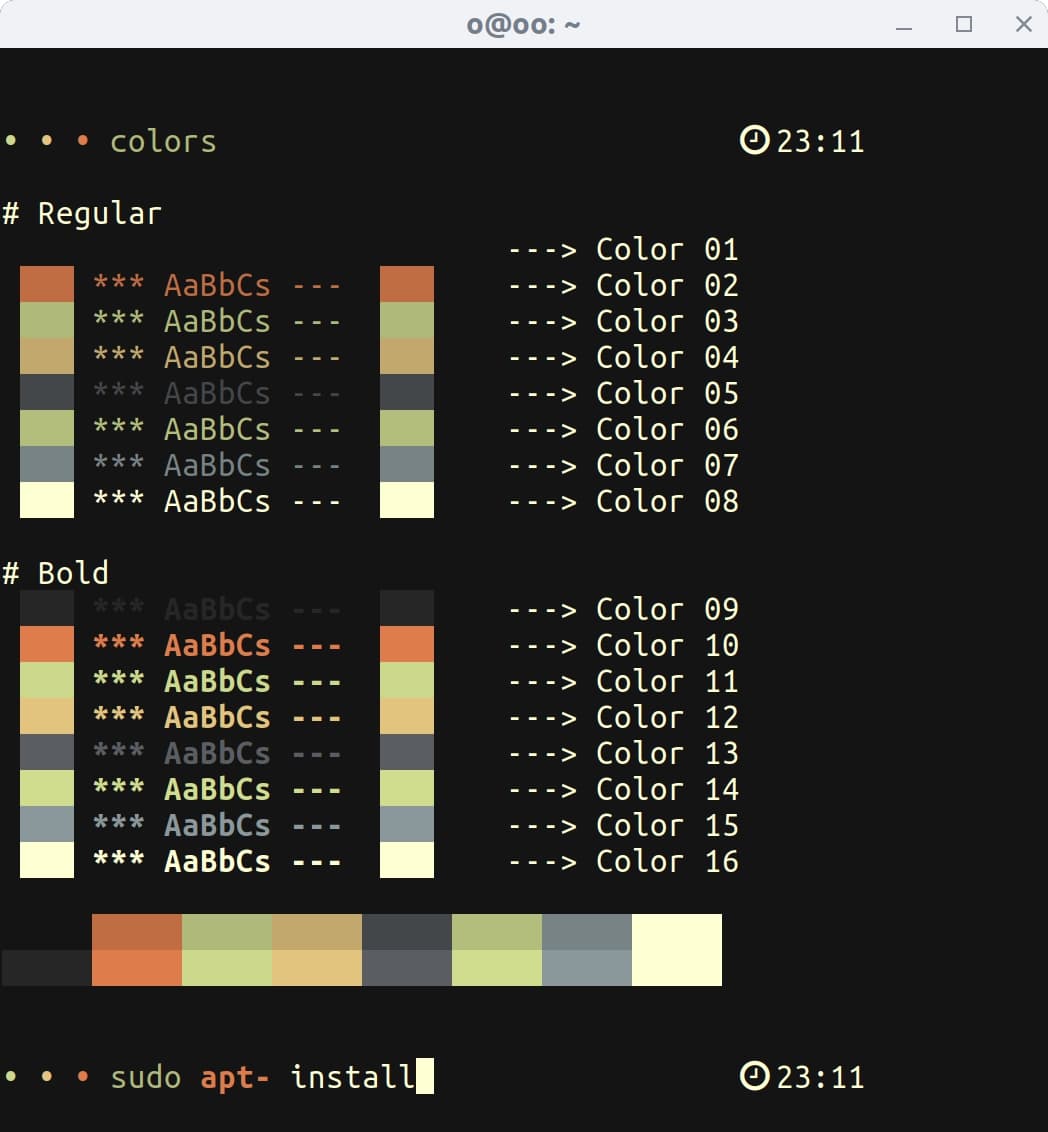 o@oo: ~
• • • colors 23:11
# Regular
---> Color 01
*** AaBbCs --- ---> Color 02
*** AaBbCs --- ---> Color 03
*** AaBbCs --- ---> Color 04
*** AaBbCs --- ---> Color 05
*** AaBbCs --- ---> Color 06
*** AaBbCs --- ---> Color 07
*** AaBbCs --- ---> Color 08
# Bold
*** AaBbCs --- ---> Color 09
*** AaBbCs --- ---> Color 10
*** AaBbCs --- ---> Color 11
*** AaBbCs --- ---> Color 12
*** AaBbCs --- ---> Color 13
*** AaBbCs --- ---> Color 14
*** AaBbCs --- ---> Color 15
*** AaBbCs --- ---> Color 16
• • • sudo apt- install 23:11